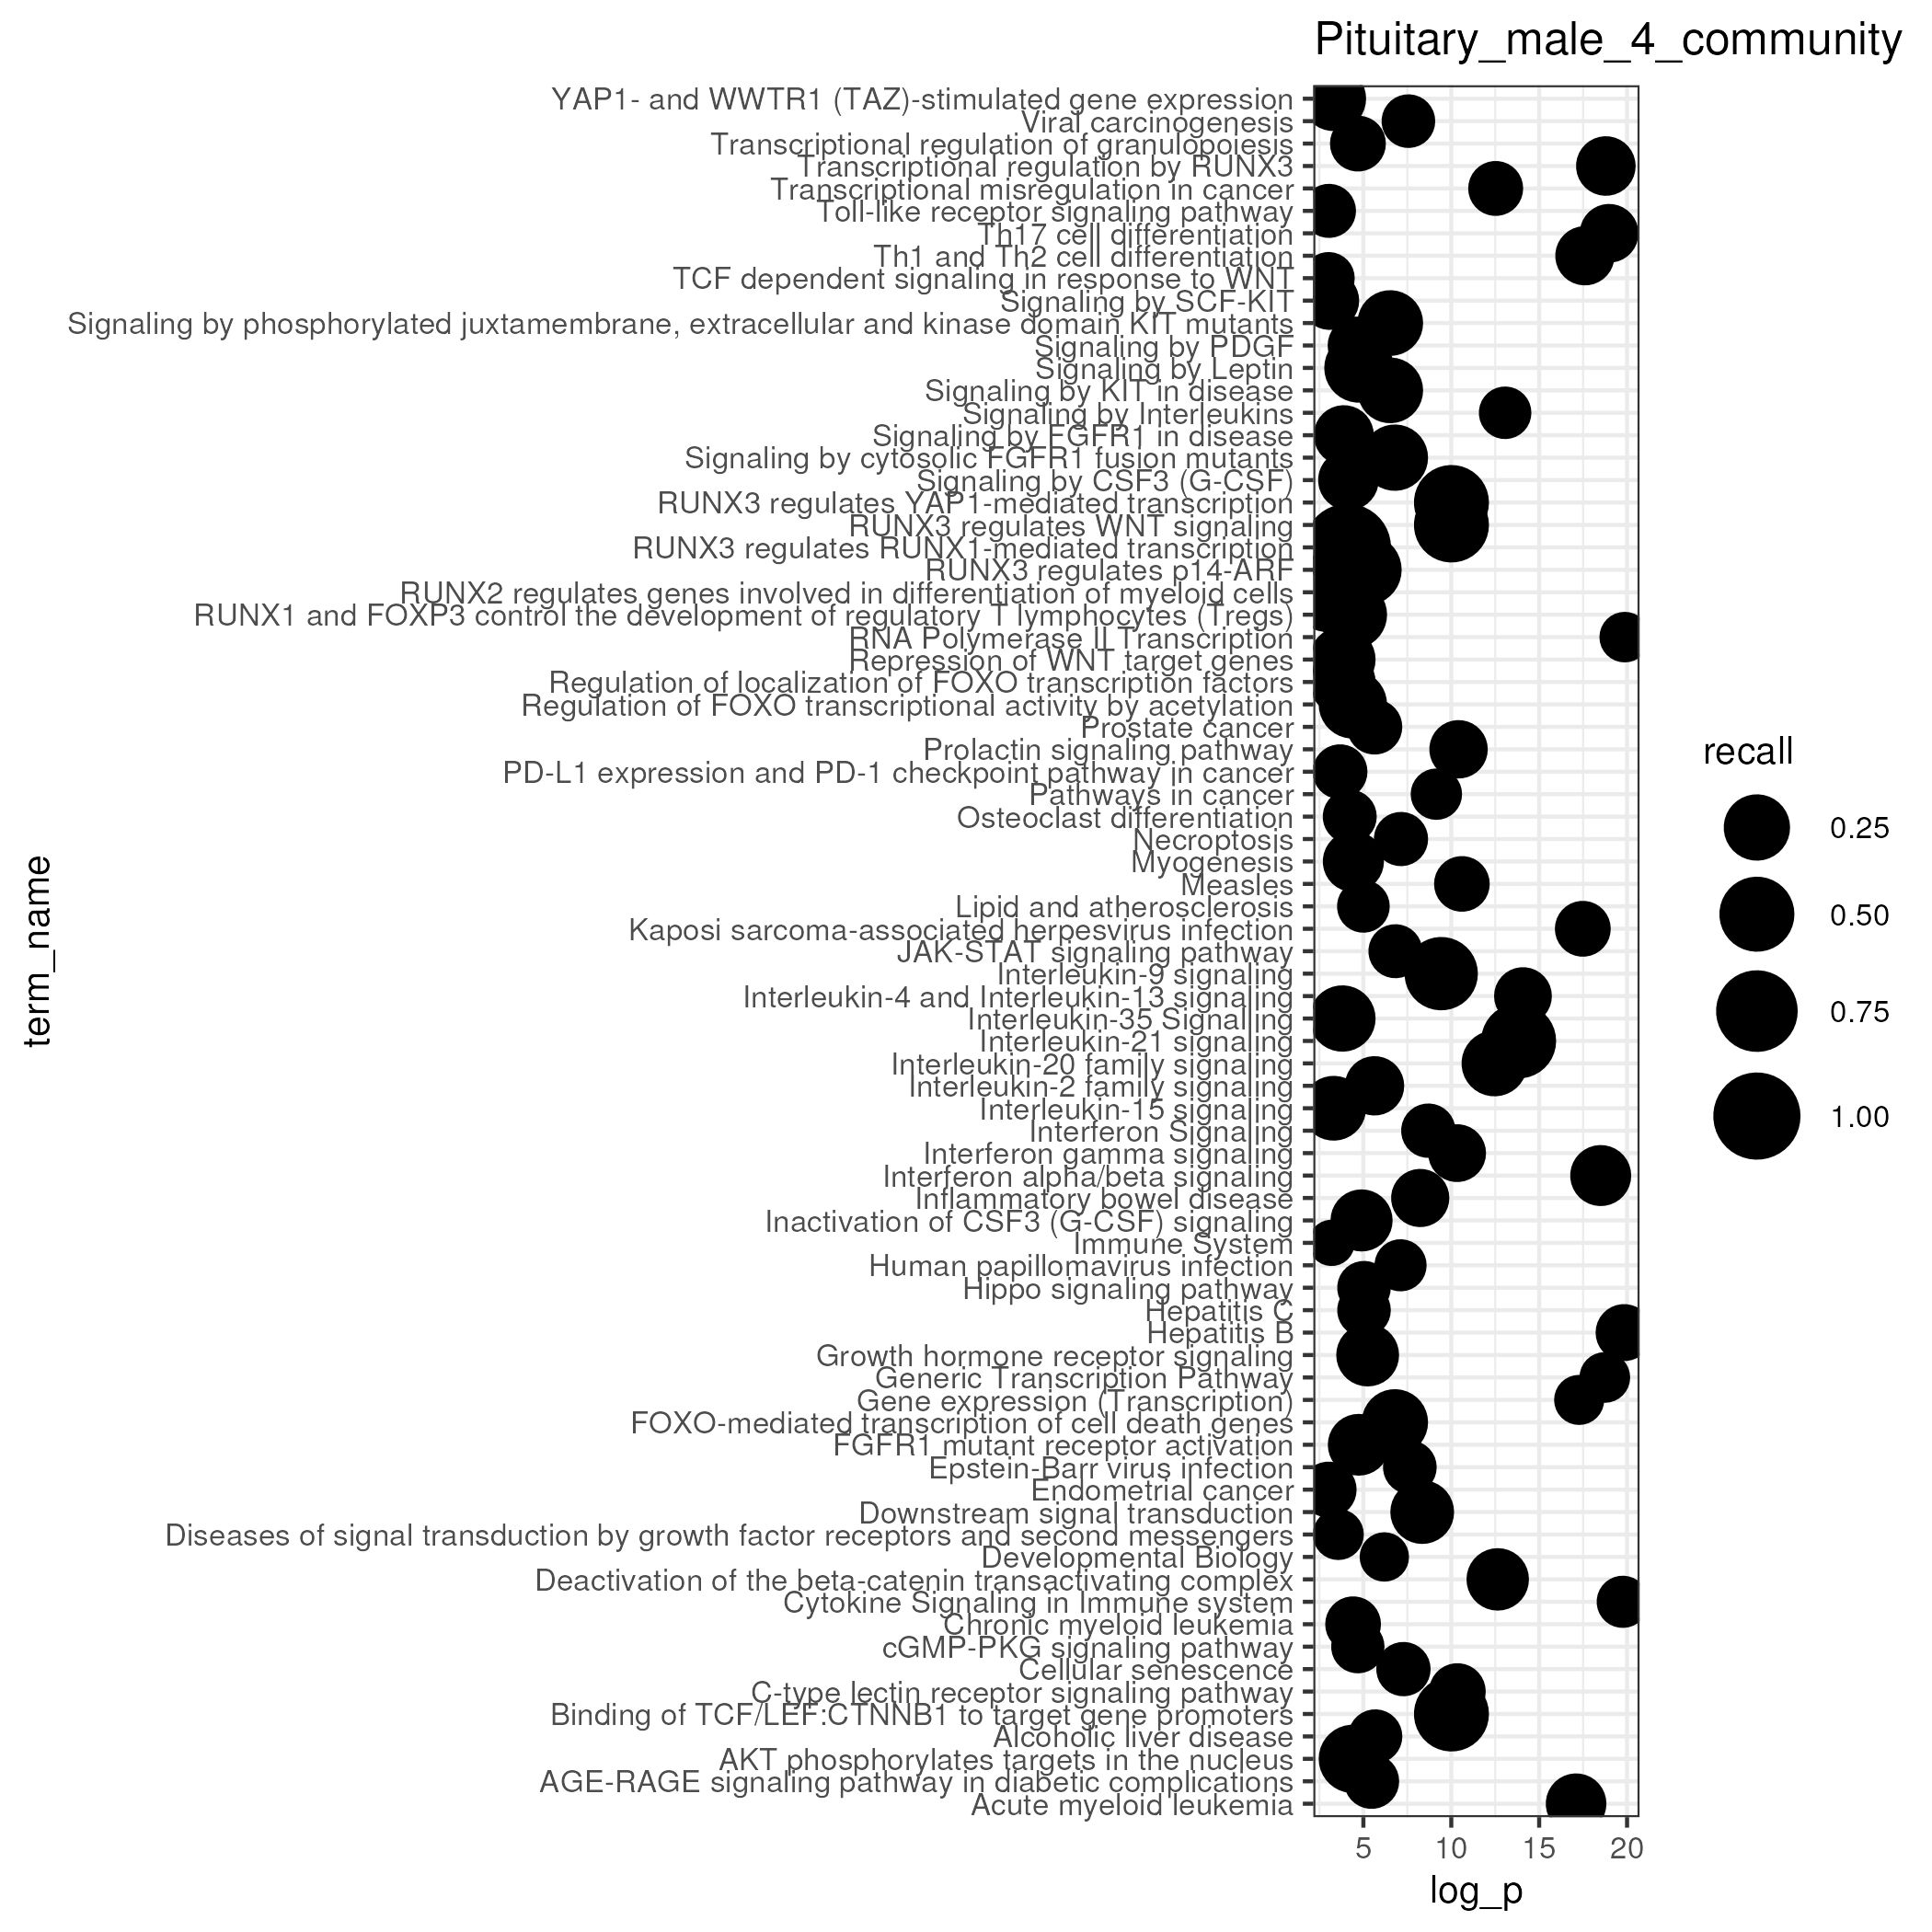 Pituitary_male_4_community
YAP1- and WWTR1 (TAZ)-stimulated gene expression
Viral carcinogenesis
Transcriptional regulation of granulopoiesis
Transcriptional regulation by RUNX3
Transcriptional misregulation in cancer
Toll-like receptor signaling pathway
Th17 cell differentiation
Th1 and Th2 cell differentiation
TCF dependent signaling in response to WNT
Signaling by SCF-KIT
Signaling by phosphorylated juxtamembrane, extracellular and kinase domain KIT mutants
Signaling by PDGF
Signaling by Leptin
Signaling by KIT in disease
Signaling by Interleukins
Signaling by FGFR1 in disease
Signaling by cytosolic FGFR1 fusion mutants
Signaling by CSF3 (G-CSF)
RUNX3 regulates YAP1-mediated transcription
RUNX3 regulates WNT signaling
RUNX3 regulates RUNX1-mediated transcription
RUNX3 regulates p14-ARF
RUNX2 regulates genes involved in differentiation of myeloid cells
RUNX1 and FOXP3 control the development of regulatory T lymphocytes (Tregs)
RNA Polymerase II Transcription
Repression of WNT target genes
Regulation of localization of FOXO transcription factors
Regulation of FOXO transcriptional activity by acetylation
Prostate cancer
Prolactin signaling pathway
PD-L1 expression and PD-1 checkpoint pathway in cancer
Pathways in cancer
Osteoclast differentiation
Necroptosis
Myogenesis
Measles
Lipid and atherosclerosis
Kaposi sarcoma-associated herpesvirus infection
JAK-STAT signaling pathway
Interleukin-9 signaling
Interleukin-4 and Interleukin-13 signaling
Interleukin-35 Signalling
Interleukin-21 signaling
Interleukin-20 family signaling
Interleukin-2 family signaling
Interleukin-15 signaling
Interferon Signaling
Interferon gamma signaling
Interferon alpha/beta signaling
Inflammatory bowel disease
Inactivation of CSF3 (G-CSF) signaling
Immune System
Human papillomavirus infection
Hippo signaling pathway
Hepatitis C
Hepatitis B
Growth hormone receptor signaling
Generic Transcription Pathway
Gene expression (Transcription)
FOXO-mediated transcription of cell death genes
FGFR1 mutant receptor activation
Epstein-Barr virus infection
Endometrial cancer
Downstream signal transduction
Diseases of signal transduction by growth factor receptors and second messengers
Developmental Biology
Deactivation of the beta-catenin transactivating complex
Cytokine Signaling in Immune system
Chronic myeloid leukemia
cGMP-PKG signaling pathway
Cellular senescence
C-type lectin receptor signaling pathway
Binding of TCF/LEF:CTNNB1 to target gene promoters
Alcoholic liver disease
AKT phosphorylates targets in the nucleus
AGE-RAGE signaling pathway in diabetic complications
Acute myeloid leukemia
term_name
5 10 15 20
log_p
recall
0.25
0.50
0.75
1.00